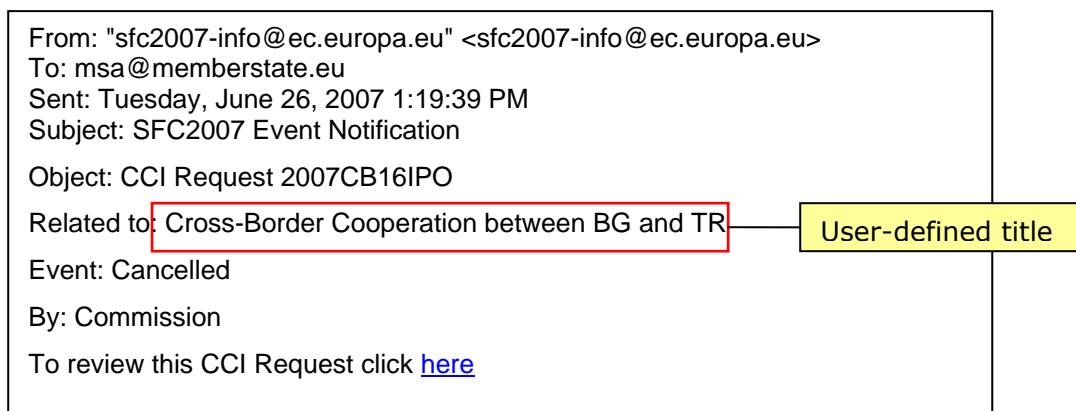 From: "sfc2007-info@ec.europa.eu" <sfc2007-info@ec.europa.eu>
To: msa@memberstate.eu
Sent: Tuesday, June 26, 2007 1:19:39 PM
Subject: SFC2007 Event Notification
Object: CCI Request 2007CB16IPO
Related to: Cross-Border Cooperation between BG and TR
User-defined title
Event: Cancelled
By: Commission
To review this CCI Request click here